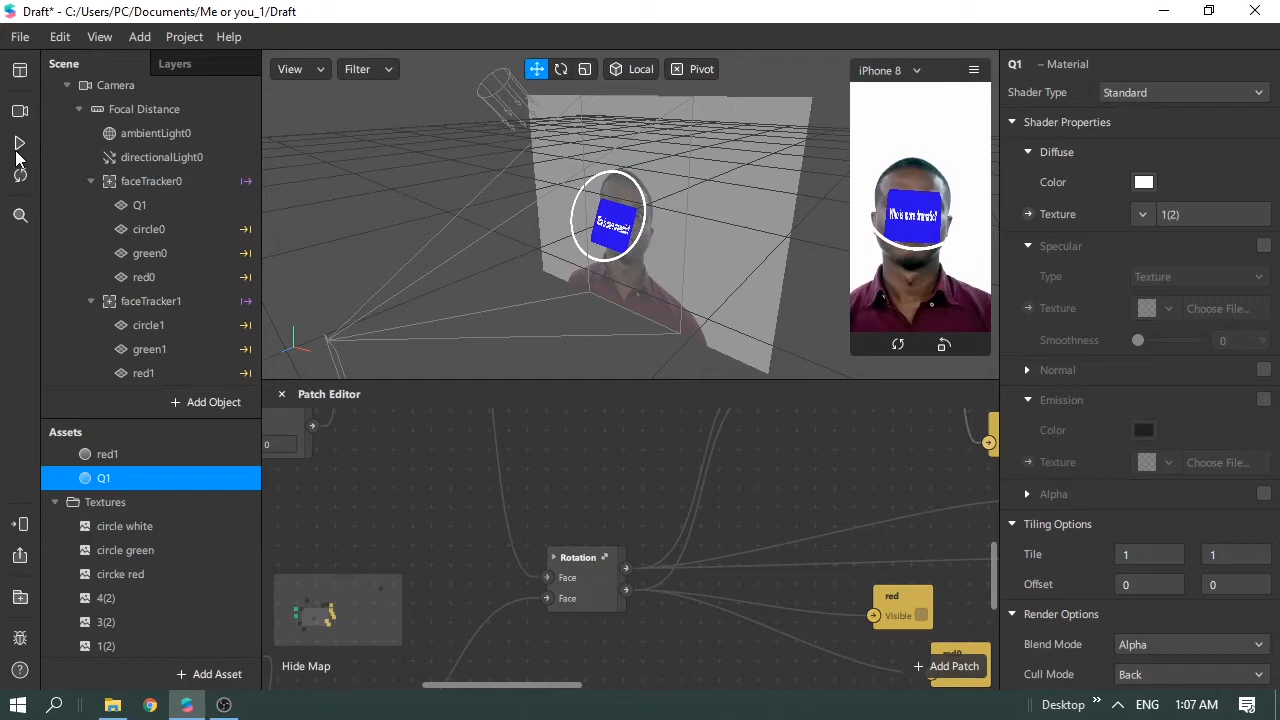 Draft* - C:/Users/PC/Documents/Me or you_1/Draft
File Edit View Add Project Help
Scene
Layers
Camera
Focal Distance
ambientLight0
directionalLight0
faceTracker0
Q1
circle0
green0
red0
faceTracker1
circle1
green1
red1
Add Object
Assets
red1
Q1
Textures
circle white
circle green
circke red
4(2)
3(2)
1(2)
Add Asset
View
Filter
Local
Pivot
iPhone 8
Who is more dramatic?
Patch Editor
0
Rotation
Face
Face
red
Visible
red0
Hide Map
Add Patch
Q1 – Material
Shader Type
Standard
Shader Properties
Diffuse
Color
Texture
1(2)
Specular
Type
Texture
Texture
Choose File...
Smoothness
0
Normal
Emission
Color
Texture
Choose File...
Alpha
Tiling Options
Tile
1
1
Offset
0
0
Render Options
Blend Mode
Alpha
Cull Mode
Back
Desktop
ENG
1:07 AM